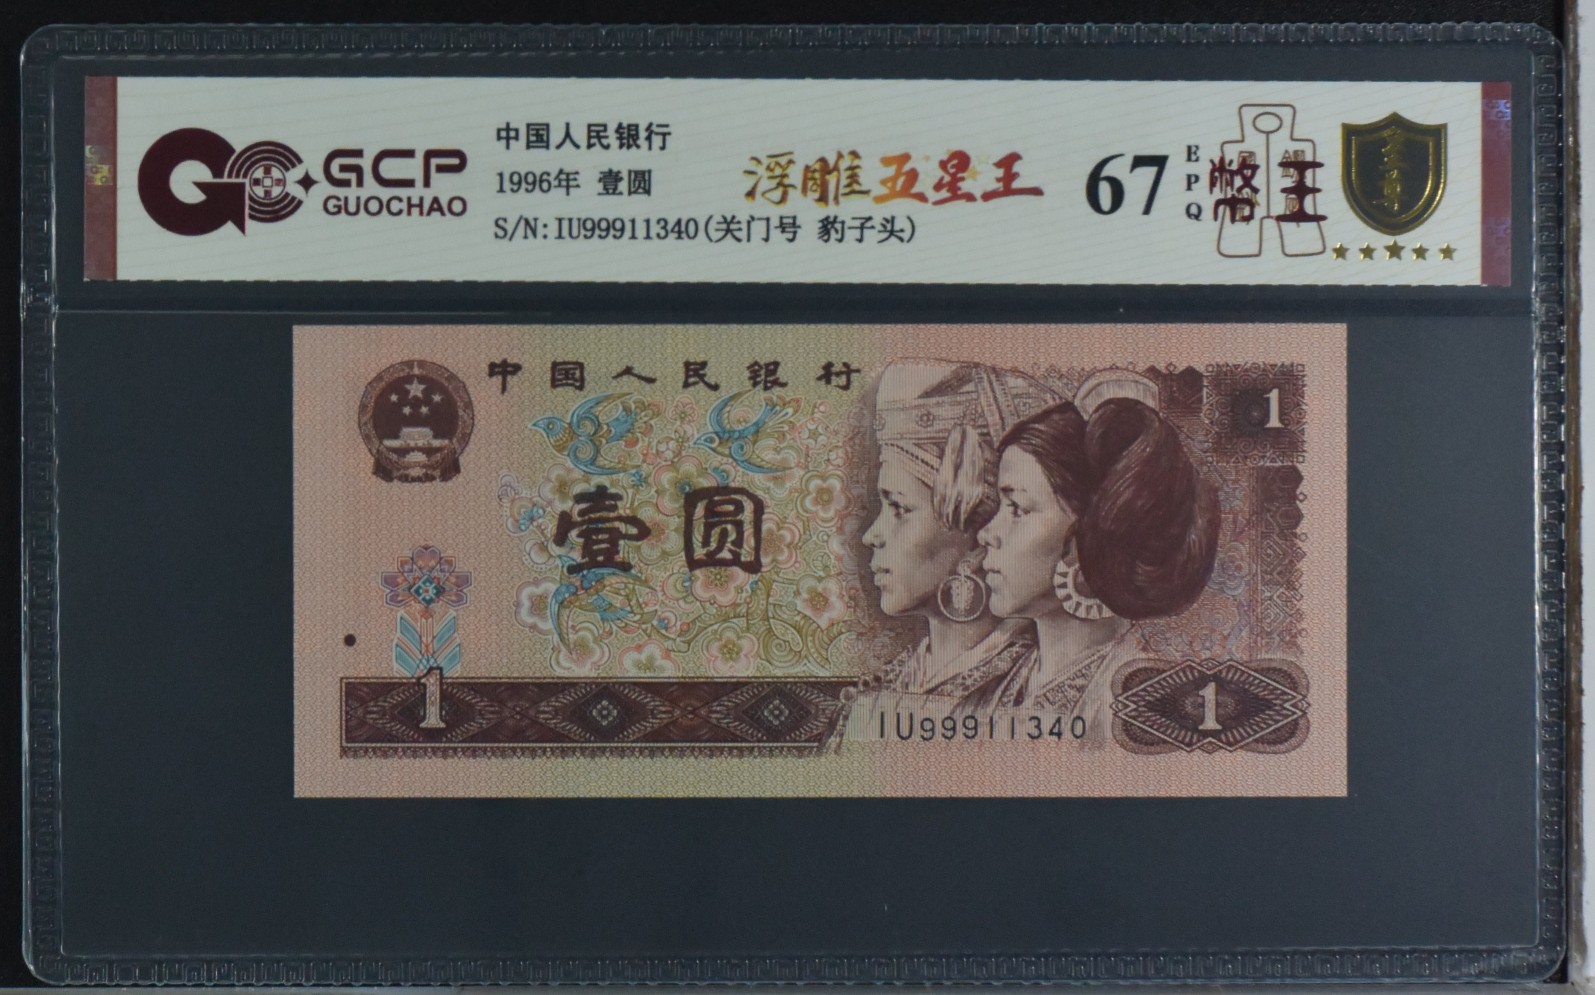 GCP
GUOCHAO
中国人民银行
1996年 壹圆
S/N:IU99911340(关门号 豹子头)
浮雕五星王
67
EPQ
至尊
中国人民银行
1
壹圆
1
IU99911340
1